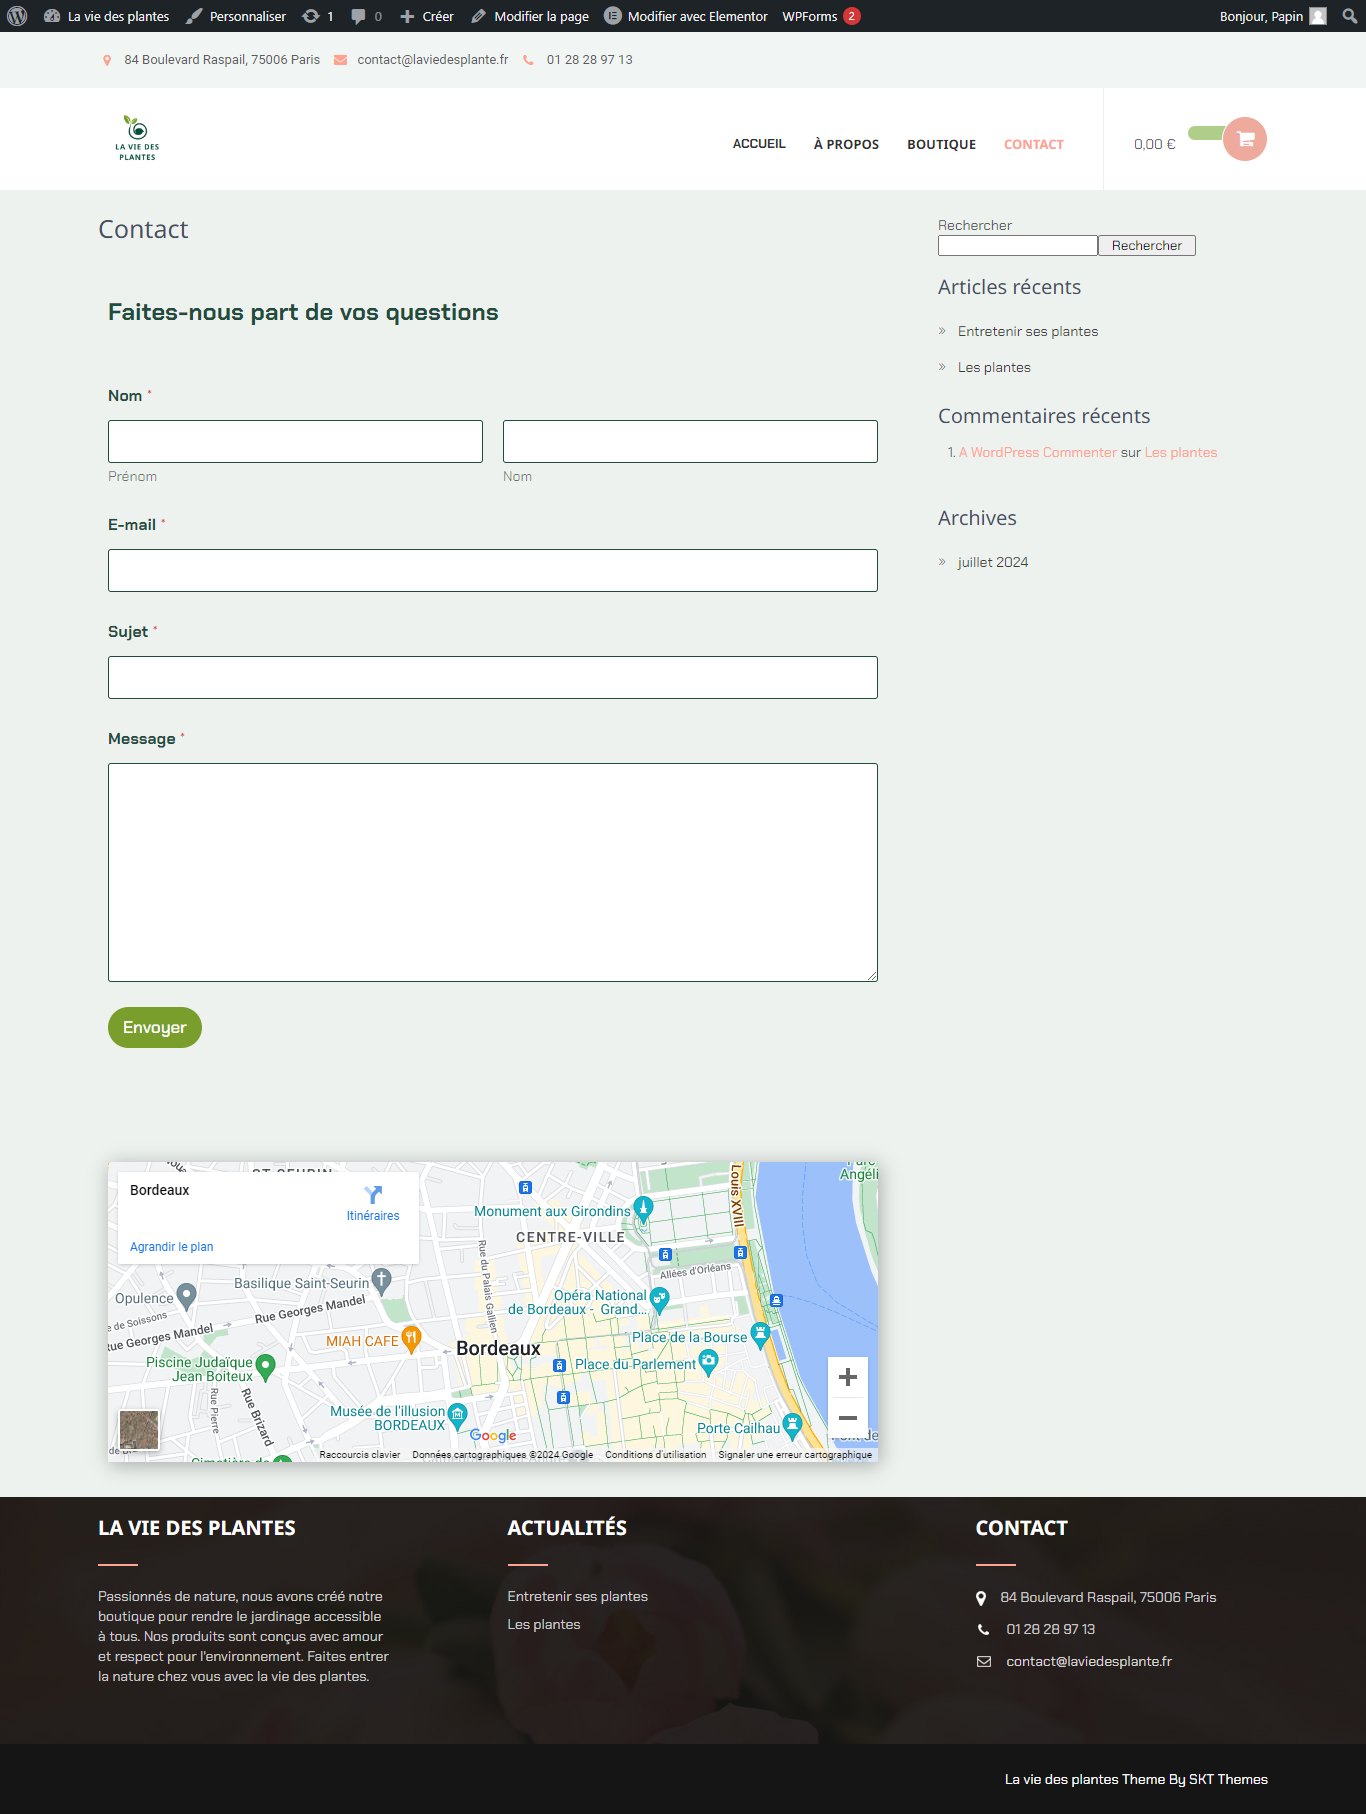 La vie des plantes Personnaliser 1 0 Créer Modifier la page Modifier avec Elementor WPForms 2 Bonjour, Papin
84 Boulevard Raspail, 75006 Paris contact@laviedesplante.fr 01 28 28 97 13
LA VIE DES
PLANTES
ACCUEIL À PROPOS BOUTIQUE CONTACT 0,00 €
Contact
Faites-nous part de vos questions
Nom *
Prénom Nom
E-mail *
Sujet *
Message *
Envoyer
Rechercher
Rechercher
Articles récents
» Entretenir ses plantes
» Les plantes
Commentaires récents
1. A WordPress Commenter sur Les plantes
Archives
» juillet 2024
Bordeaux
Itinéraires
Agrandir le plan
Louis XVIII
Angéli
Monument aux Girondins
CENTRE-VILLE
Allées d'Orléans
Rue du Palais Gallien
Basilique Saint-Seurin
Opulence
Rue Georges Mandel
Opéra National
de Bordeaux - Grand...
de Soissons
Rue Georges Mandel
MIAH CAFE
Bordeaux
Place de la Bourse
Place du Parlement
Piscine Judaïque
Jean Boiteux
Rue Pierre
Rue Brizard
Musée de l'illusion
BORDEAUX
Porte Cailhau
Google
Raccourcis clavier Données cartographiques ©2024 Google Conditions d'utilisation Signaler une erreur cartographique
LA VIE DES PLANTES
Passionnés de nature, nous avons créé notre
boutique pour rendre le jardinage accessible
à tous. Nos produits sont conçus avec amour
et respect pour l'environnement. Faites entrer
la nature chez vous avec la vie des plantes.
ACTUALITÉS
Entretenir ses plantes
Les plantes
CONTACT
84 Boulevard Raspail, 75006 Paris
01 28 28 97 13
contact@laviedesplante.fr
La vie des plantes Theme By SKT Themes